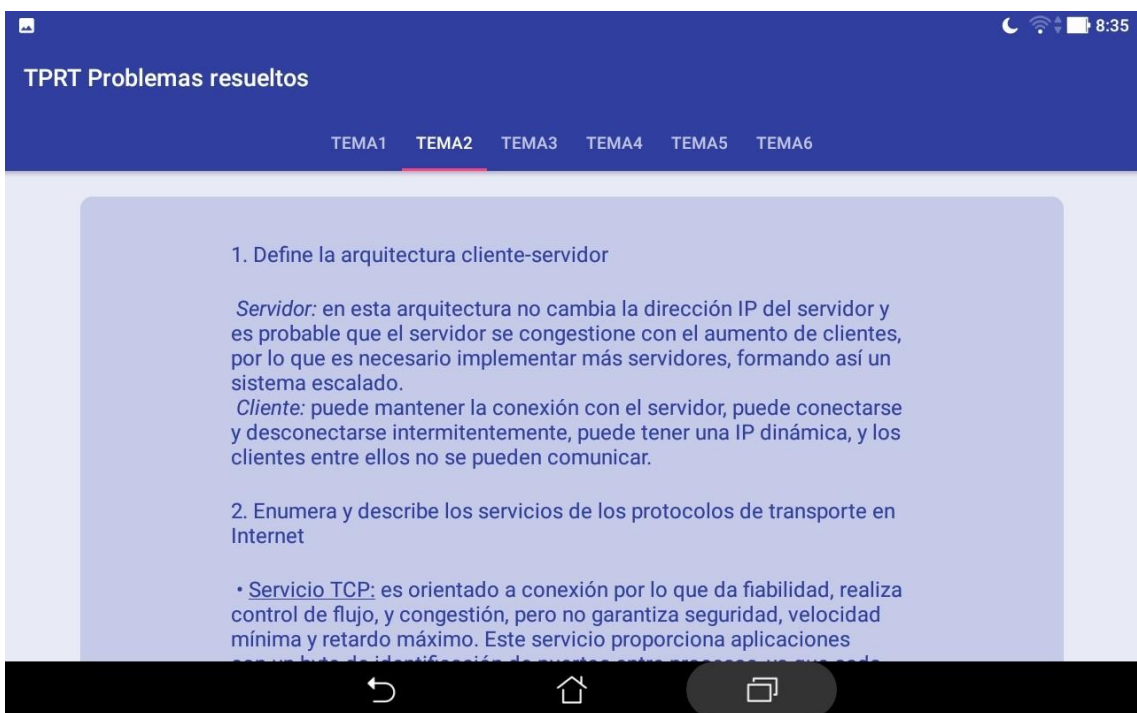 8:35
TPRT Problemas resueltos
TEMA1 TEMA2 TEMA3 TEMA4 TEMA5 TEMA6
1. Define la arquitectura cliente-servidor
Servidor: en esta arquitectura no cambia la dirección IP del servidor y
es probable que el servidor se congestione con el aumento de clientes,
por lo que es necesario implementar más servidores, formando así un
sistema escalado.
Cliente: puede mantener la conexión con el servidor, puede conectarse
y desconectarse intermitentemente, puede tener una IP dinámica, y los
clientes entre ellos no se pueden comunicar.
2. Enumera y describe los servicios de los protocolos de transporte en
Internet
• Servicio TCP: es orientado a conexión por lo que da fiabilidad, realiza
control de flujo, y congestión, pero no garantiza seguridad, velocidad
mínima y retardo máximo. Este servicio proporciona aplicaciones